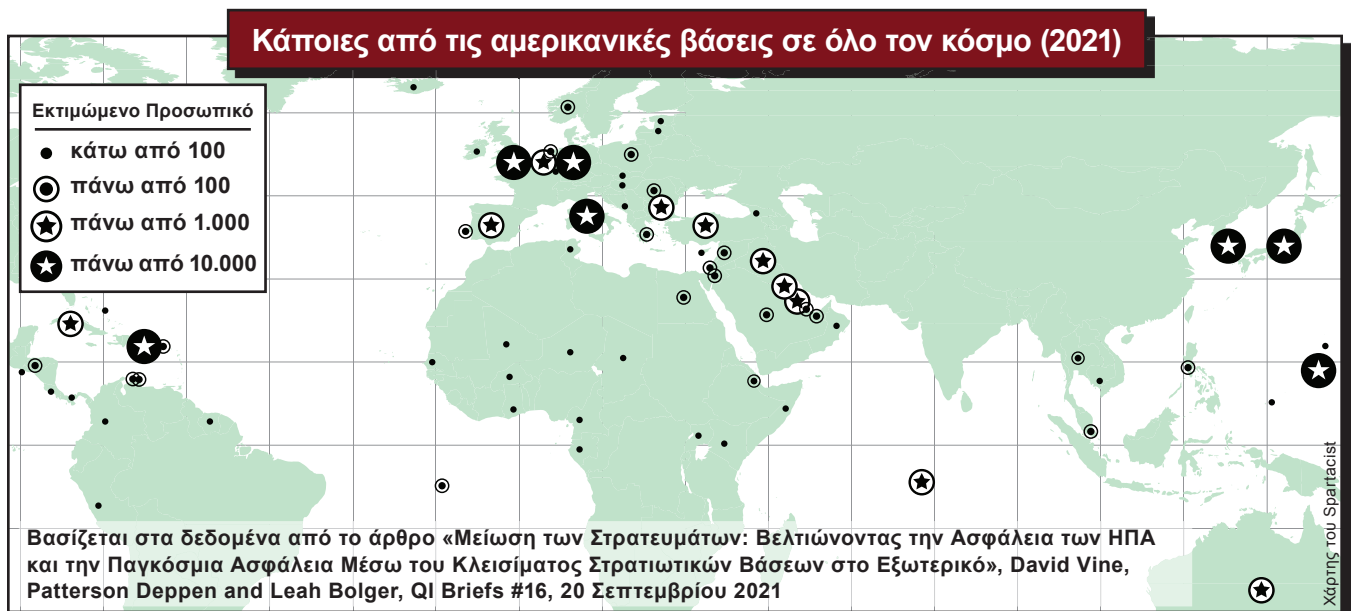 Κάποιες από τις αμερικανικές βάσεις σε όλο τον κόσμο (2021)
Εκτιμώμενο Προσωπικό
κάτω από 100
πάνω από 100
πάνω από 1.000
πάνω από 10.000
Βασίζεται στα δεδομένα από το άρθρο «Μείωση των Στρατευμάτων: Βελτιώνοντας την Ασφάλεια των ΗΠΑ
και την Παγκόσμια Ασφάλεια Μέσω του Κλεισίματος Στρατιωτικών Βάσεων στο Εξωτερικό», David Vine,
Patterson Deppen and Leah Bolger, QI Briefs #16, 20 Σεπτεμβρίου 2021
Χάρτης του Spartacist